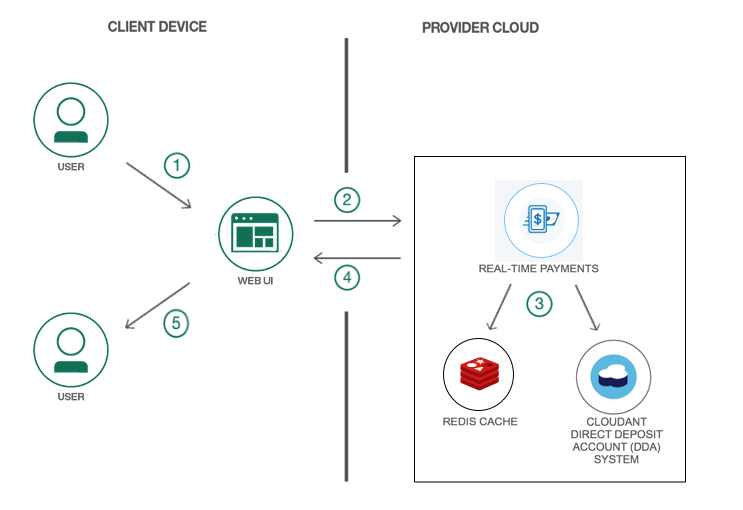 CLIENT DEVICE
PROVIDER CLOUD
USER
1
2
$
WEB UI
REAL-TIME PAYMENTS
4
3
5
USER
REDIS CACHE
CLOUDANT
DIRECT DEPOSIT
ACCOUNT (DDA)
SYSTEM